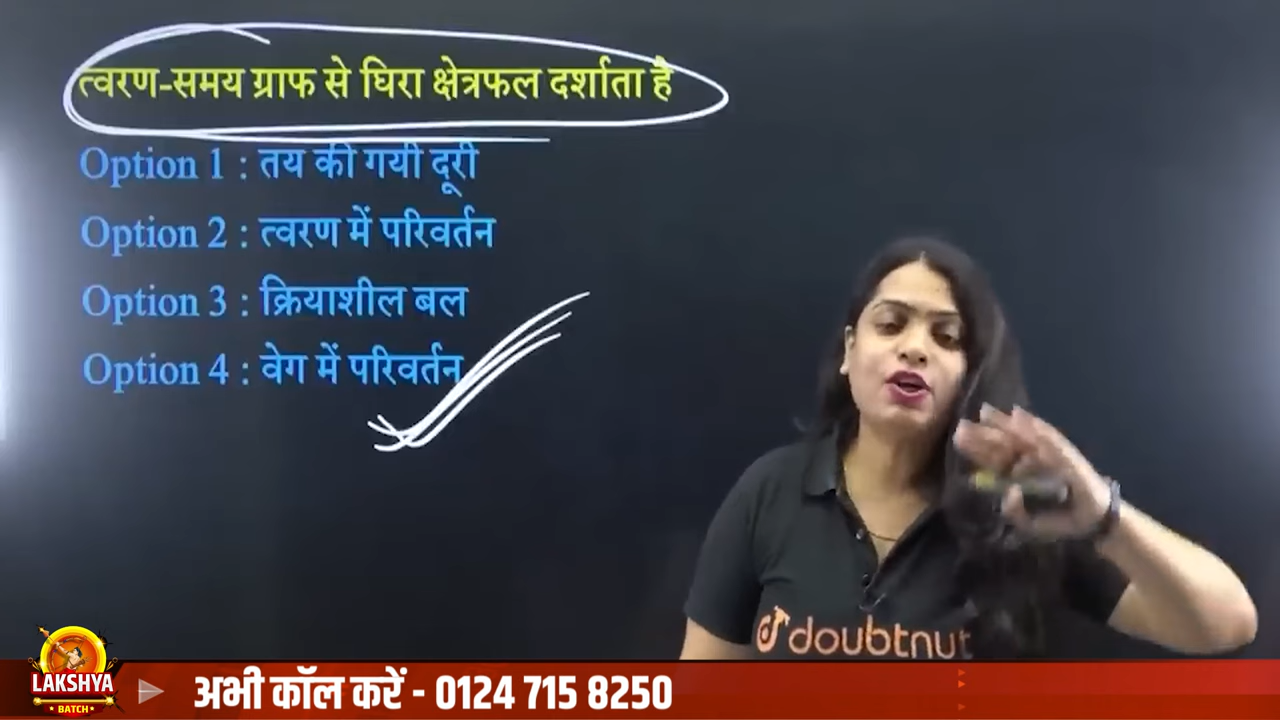 त्वरण-समय ग्राफ से घिरा क्षेत्रफल दर्शाता है
Option 1 : तय की गयी दूरी
Option 2 : त्वरण में परिवर्तन
Option 3 : क्रियाशील बल
Option 4 : वेग में परिवर्तन
doubtnut
LAKSHYA
BATCH
अभी कॉल करें - 0124 715 8250